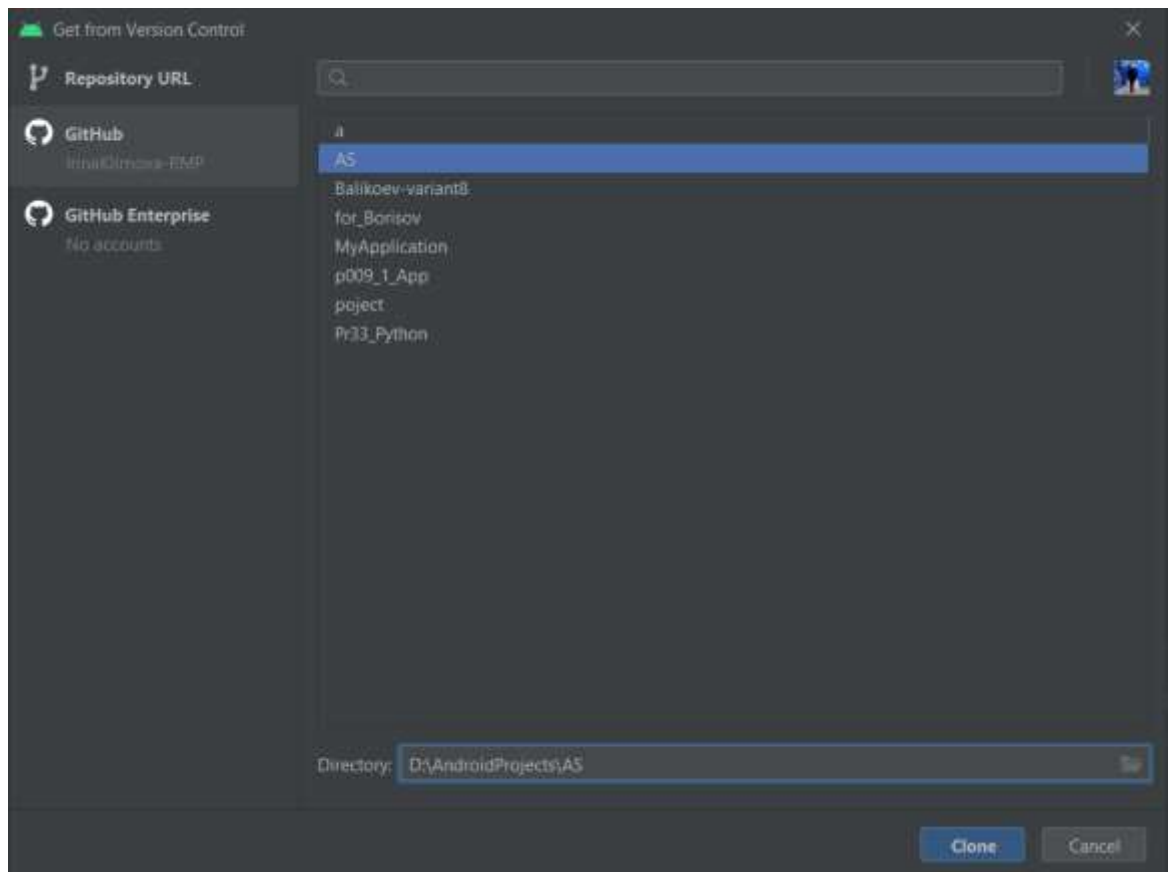 Get from Version Control
Repository URL
GitHub
GitHub Enterprise
No accounts
a
AS
Balikoev-variant8
for_Borisov
MyApplication
p009_1_App
poject
Pr33_Python
Directory: D:\AndroidProjects\AS
Clone
Cancel